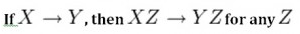 If X → Y, then XZ → YZ for any Z